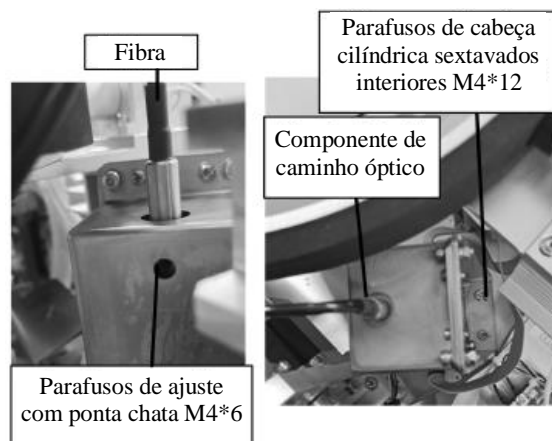 Fibra
Parafusos de ajuste
com ponta chata M4*6
Parafusos de cabeça
cilíndrica sextavados
interiores M4*12
Componente de
caminho óptico